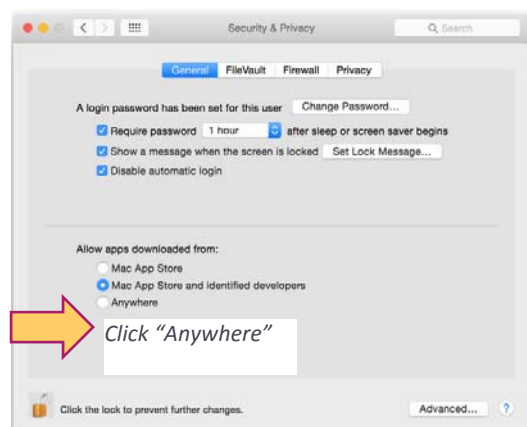 Security & Privacy
Search
General FileVault Firewall Privacy
A login password has been set for this user Change Password...
Require password 1 hour after sleep or screen saver begins
Show a message when the screen is locked Set Lock Message...
Disable automatic login
Allow apps downloaded from:
Mac App Store
Mac App Store and identified developers
Anywhere
Click “Anywhere”
Click the lock to prevent further changes.
Advanced... ?